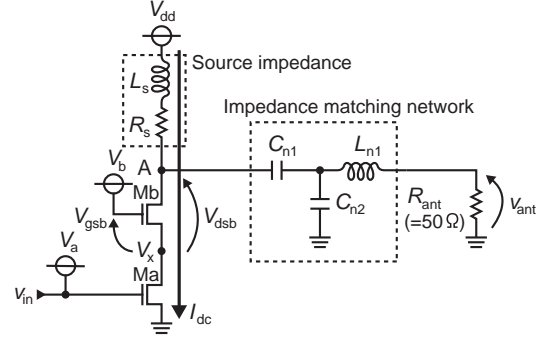 Vdd
Source impedance
Ls
Rs
Impedance matching network
Cn1
Ln1
Cn2
Rant
(=50 Ω)
vant
A
Vb
Mb
Vgsb
Vdsb
Vx
Va
Ma
vin
Idc